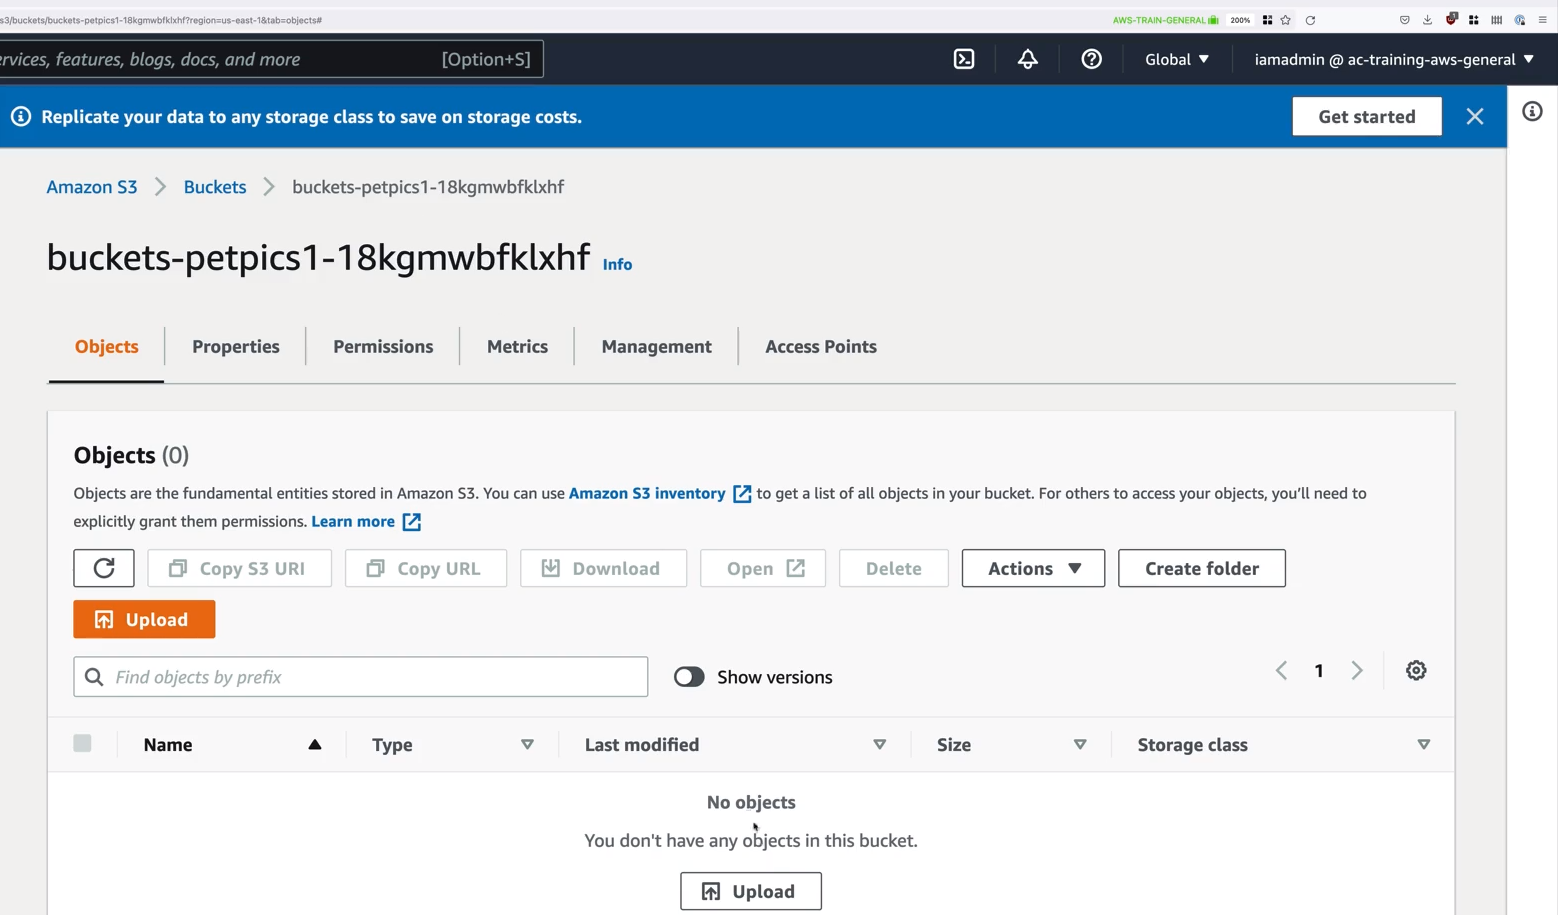 s3/buckets/buckets-petpics1-18kgmwbfklxhf?region=us-east-1&tab=objects#
AWS-TRAIN-GENERAL 200%
ervices, features, blogs, docs, and more [Option+S] Global iamadmin @ ac-training-aws-general
Replicate your data to any storage class to save on storage costs. Get started
Amazon S3 Buckets buckets-petpics1-18kgmwbfklxhf
buckets-petpics1-18kgmwbfklxhf Info
Objects Properties Permissions Metrics Management Access Points
Objects (0)
Objects are the fundamental entities stored in Amazon S3. You can use Amazon S3 inventory to get a list of all objects in your bucket. For others to access your objects, you'll need to
explicitly grant them permissions. Learn more
Copy S3 URI Copy URL Download Open Delete Actions Create folder
Upload
Find objects by prefix Show versions 1
Name Type Last modified Size Storage class
No objects
You don't have any objects in this bucket.
Upload